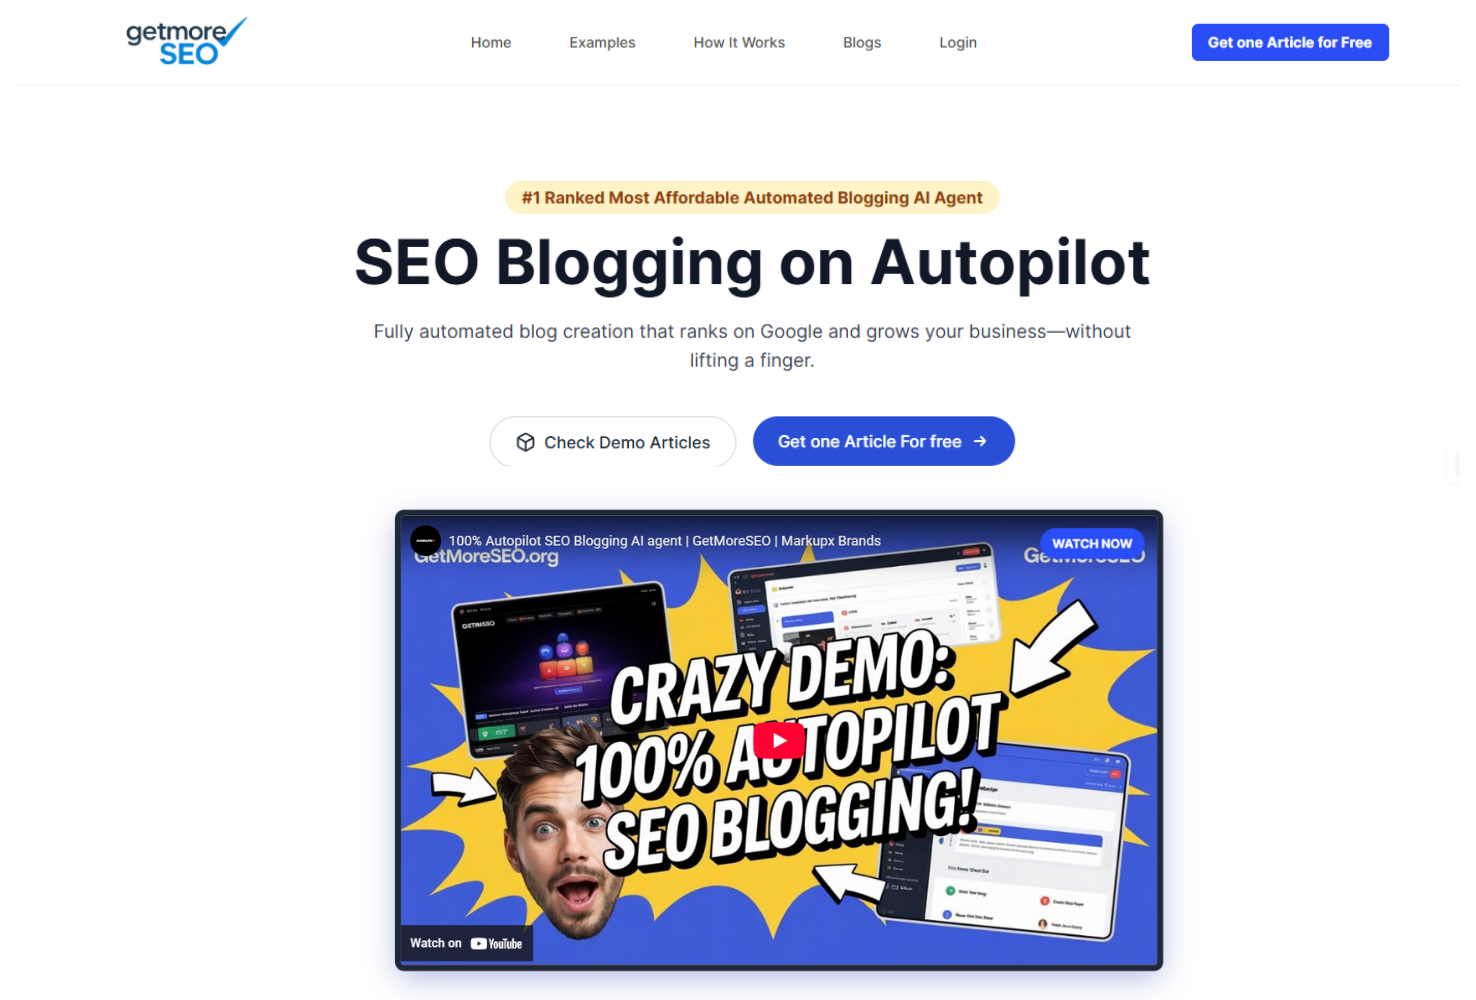 getmore
SEO
Home
Examples
How It Works
Blogs
Login
Get one Article for Free
#1 Ranked Most Affordable Automated Blogging AI Agent
SEO Blogging on Autopilot
Fully automated blog creation that ranks on Google and grows your business—without
lifting a finger.
Check Demo Articles
Get one Article For free
100% Autopilot SEO Blogging AI agent | GetMoreSEO | Markupx Brands
WATCH NOW
GetMoreSEO.org
GetMoreSEO
CRAZY DEMO:
100% AUTOPILOT
SEO BLOGGING!
Watch on YouTube